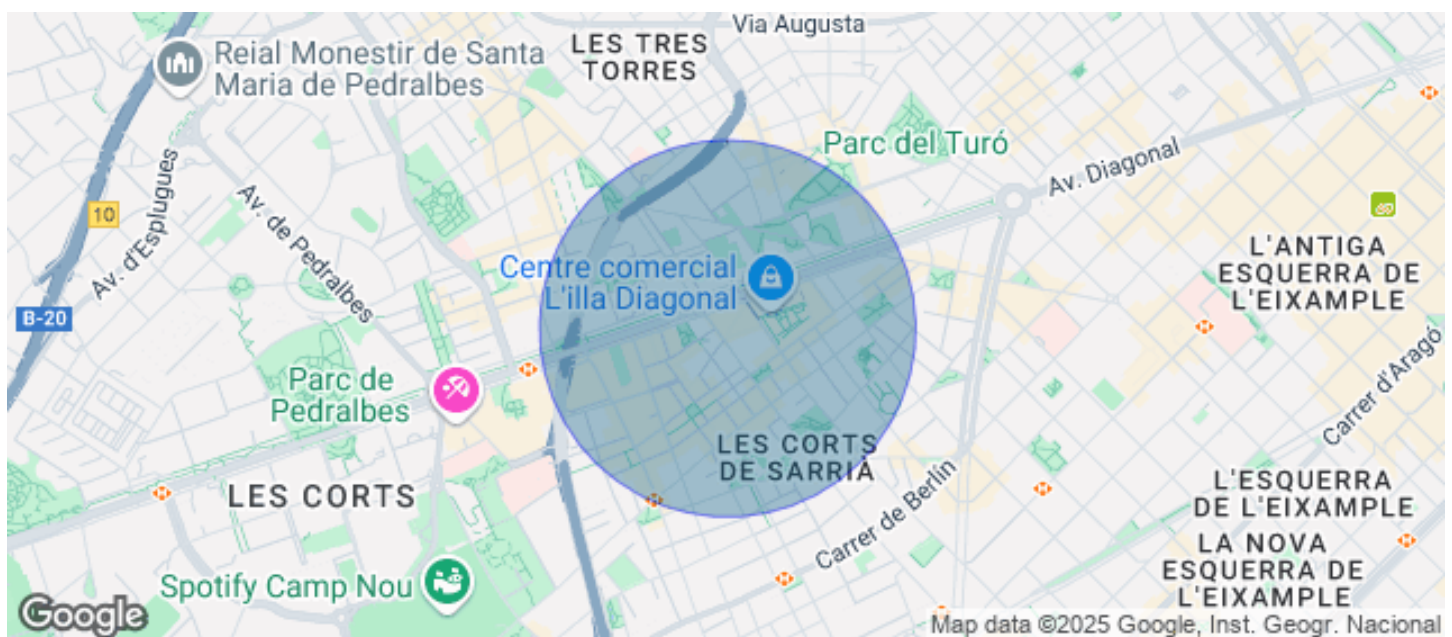 Via Augusta
LES TRES
TORRES
Reial Monestir de Santa
Maria de Pedralbes
Parc del Turó
Av. Diagonal
Av. d'Esplugues
10
Av. de Pedralbes
B-20
Centre comercial
L'illa Diagonal
L'ANTIGA
ESQUERRA DE
L'EIXAMPLE
Parc de
Pedralbes
Carrer d'Aragó
LES CORTS
DE SARRIÀ
LES CORTS
Carrer de Berlín
L'ESQUERRA
DE L'EIXAMPLE
LA NOVA
ESQUERRA DE
L'EIXAMPLE
Spotify Camp Nou
Google
Map data ©2025 Google, Inst. Geogr. Nacional